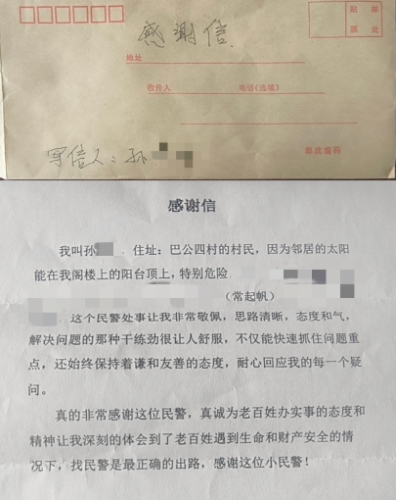 贴 邮
票 处
感谢信
地址
收件人
电话(选填)
写信人：孙
邮政编码
感谢信
我叫孙 . 住址：巴公四村的村民，因为邻居的太阳
能在我阁楼上的阳台顶上，特别危险
（常起帆）
这个民警处事让我非常敬佩，思路清晰，态度和气，
解决问题的那种干练劲很让人舒服，不仅能快速抓住问题重
点，还始终保持着谦和友善的态度，耐心回应我的每一个疑
问。
真的非常感谢这位民警，真诚为老百姓办实事的态度和
精神让我深刻的体会到了老百姓遇到生命和财产安全的情
况下，找民警是最正确的出路，感谢这位小民警！